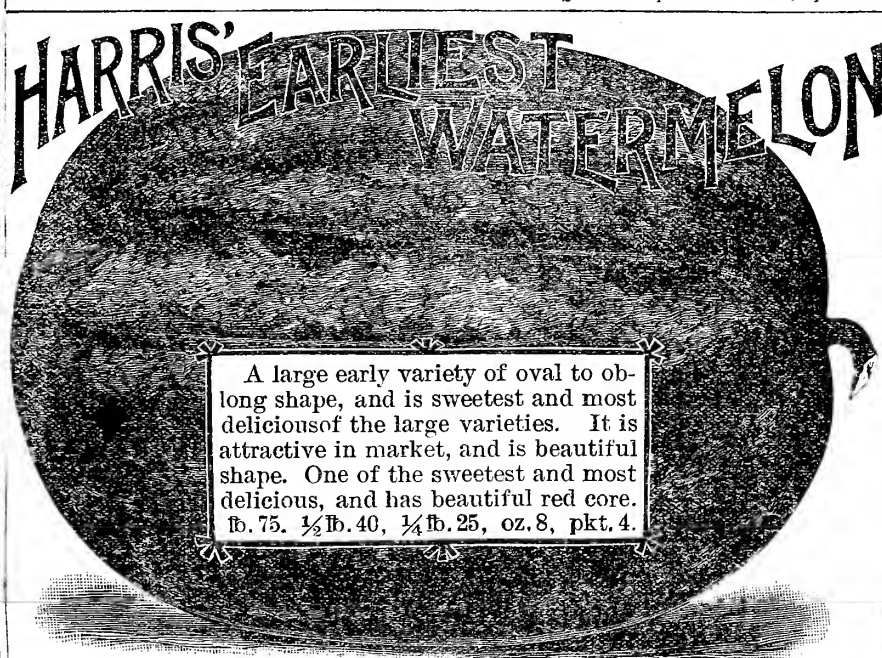 HARRIS' EARLIEST
WATERMELON
A large early variety of oval to ob-
long shape, and is sweetest and most
deliciousof the large varieties. It is
attractive in market, and is beautiful
shape. One of the sweetest and most
delicious, and has beautiful red core.
℔. 75. ½℔. 40, ¼℔. 25, oz. 8, pkt. 4.